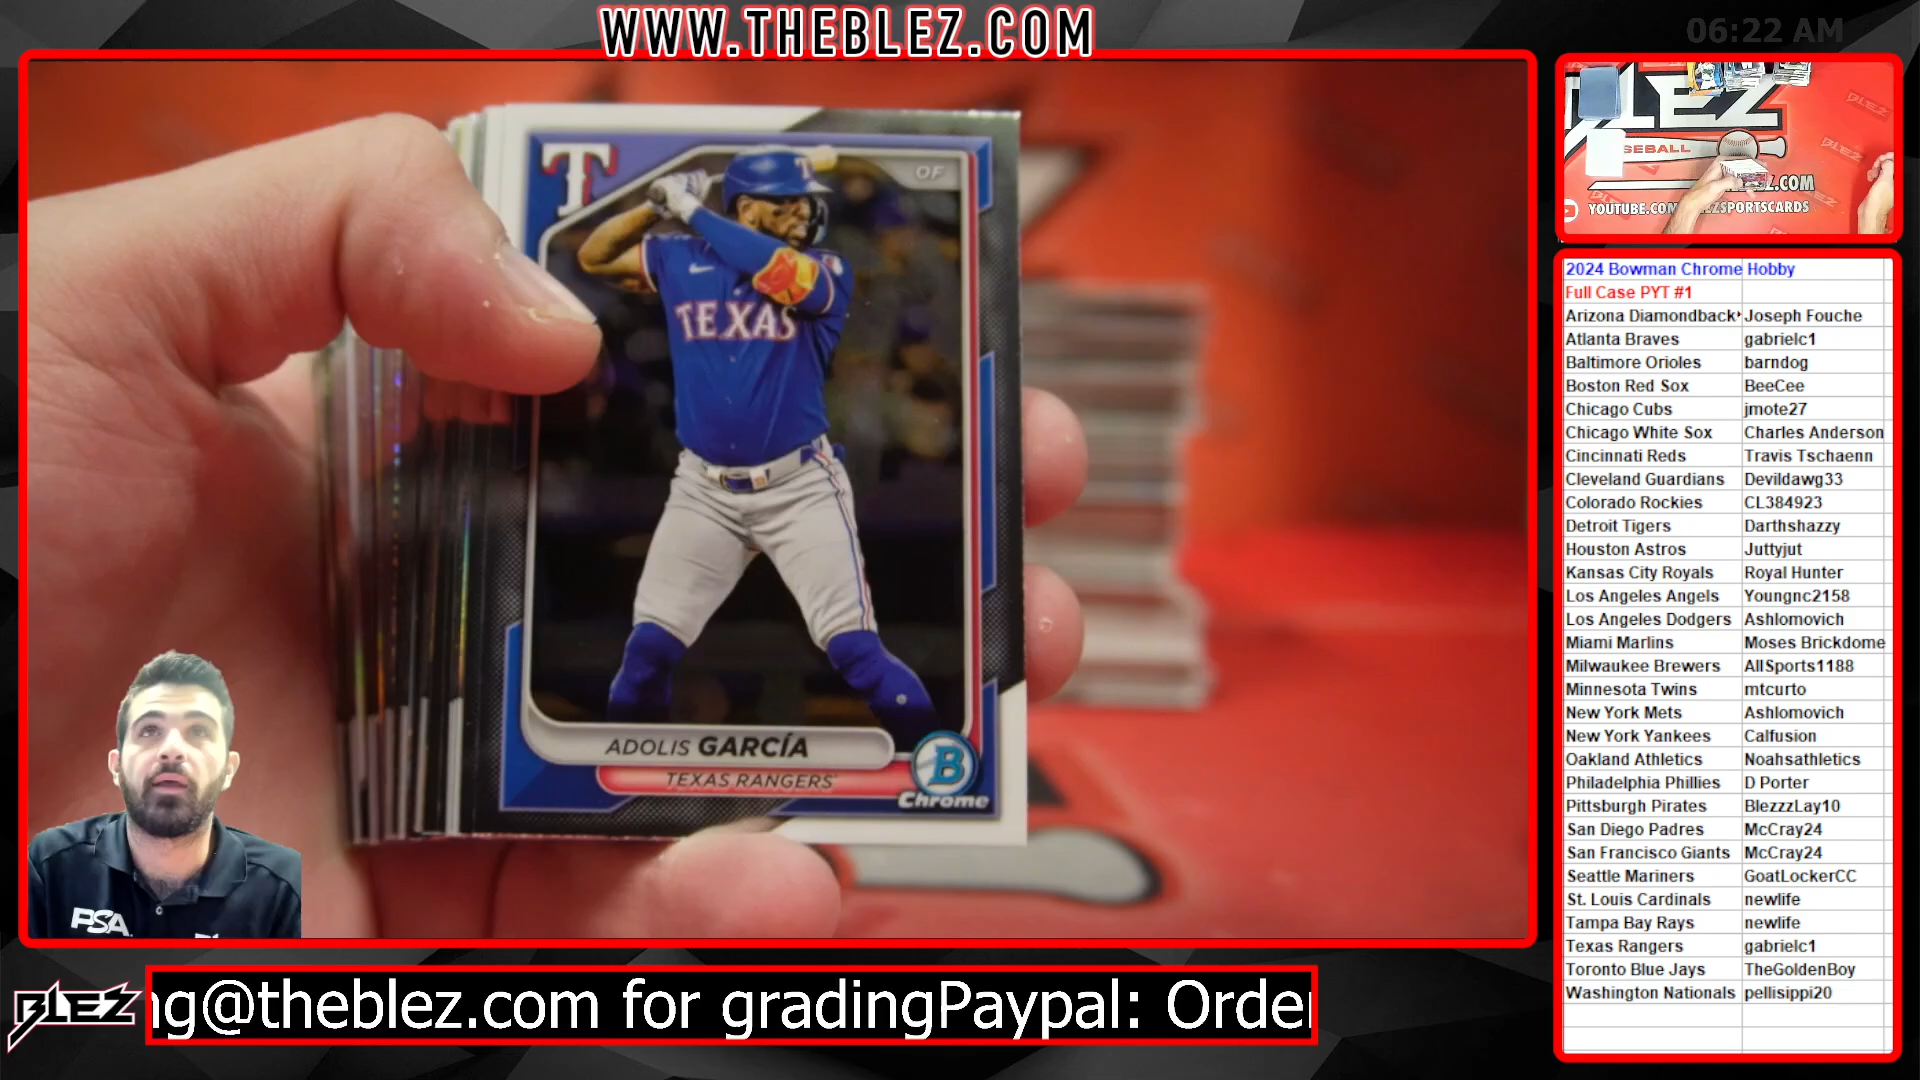 WWW.THEBLEZ.COM
06:22 AM
T
T
OF
TEXAS
ADOLIS GARCÍA
TEXAS RANGERS
B
Chrome
PSA
BLEZ
ng@theblez.com for gradingPaypal: Order
LEZ
BLEZ
SEBALL
BLEZ
Z.COM
YOUTUBE.COM
ZSPORTSCARDS
2024 Bowman Chrome Hobby
Full Case PYT #1
Arizona Diamondback Joseph Fouche
Atlanta Braves gabrielc1
Baltimore Orioles barndog
Boston Red Sox BeeCee
Chicago Cubs jmote27
Chicago White Sox Charles Anderson
Cincinnati Reds Travis Tschaenn
Cleveland Guardians Devildawg33
Colorado Rockies CL384923
Detroit Tigers Darthshazzy
Houston Astros Juttyjut
Kansas City Royals Royal Hunter
Los Angeles Angels Youngnc2158
Los Angeles Dodgers Ashlomovich
Miami Marlins Moses Brickdome
Milwaukee Brewers AllSports1188
Minnesota Twins mtcurto
New York Mets Ashlomovich
New York Yankees Calfusion
Oakland Athletics Noahsathletics
Philadelphia Phillies D Porter
Pittsburgh Pirates BlezzzLay10
San Diego Padres McCray24
San Francisco Giants McCray24
Seattle Mariners GoatLockerCC
St. Louis Cardinals newlife
Tampa Bay Rays newlife
Texas Rangers gabrielc1
Toronto Blue Jays TheGoldenBoy
Washington Nationals pellisippi20